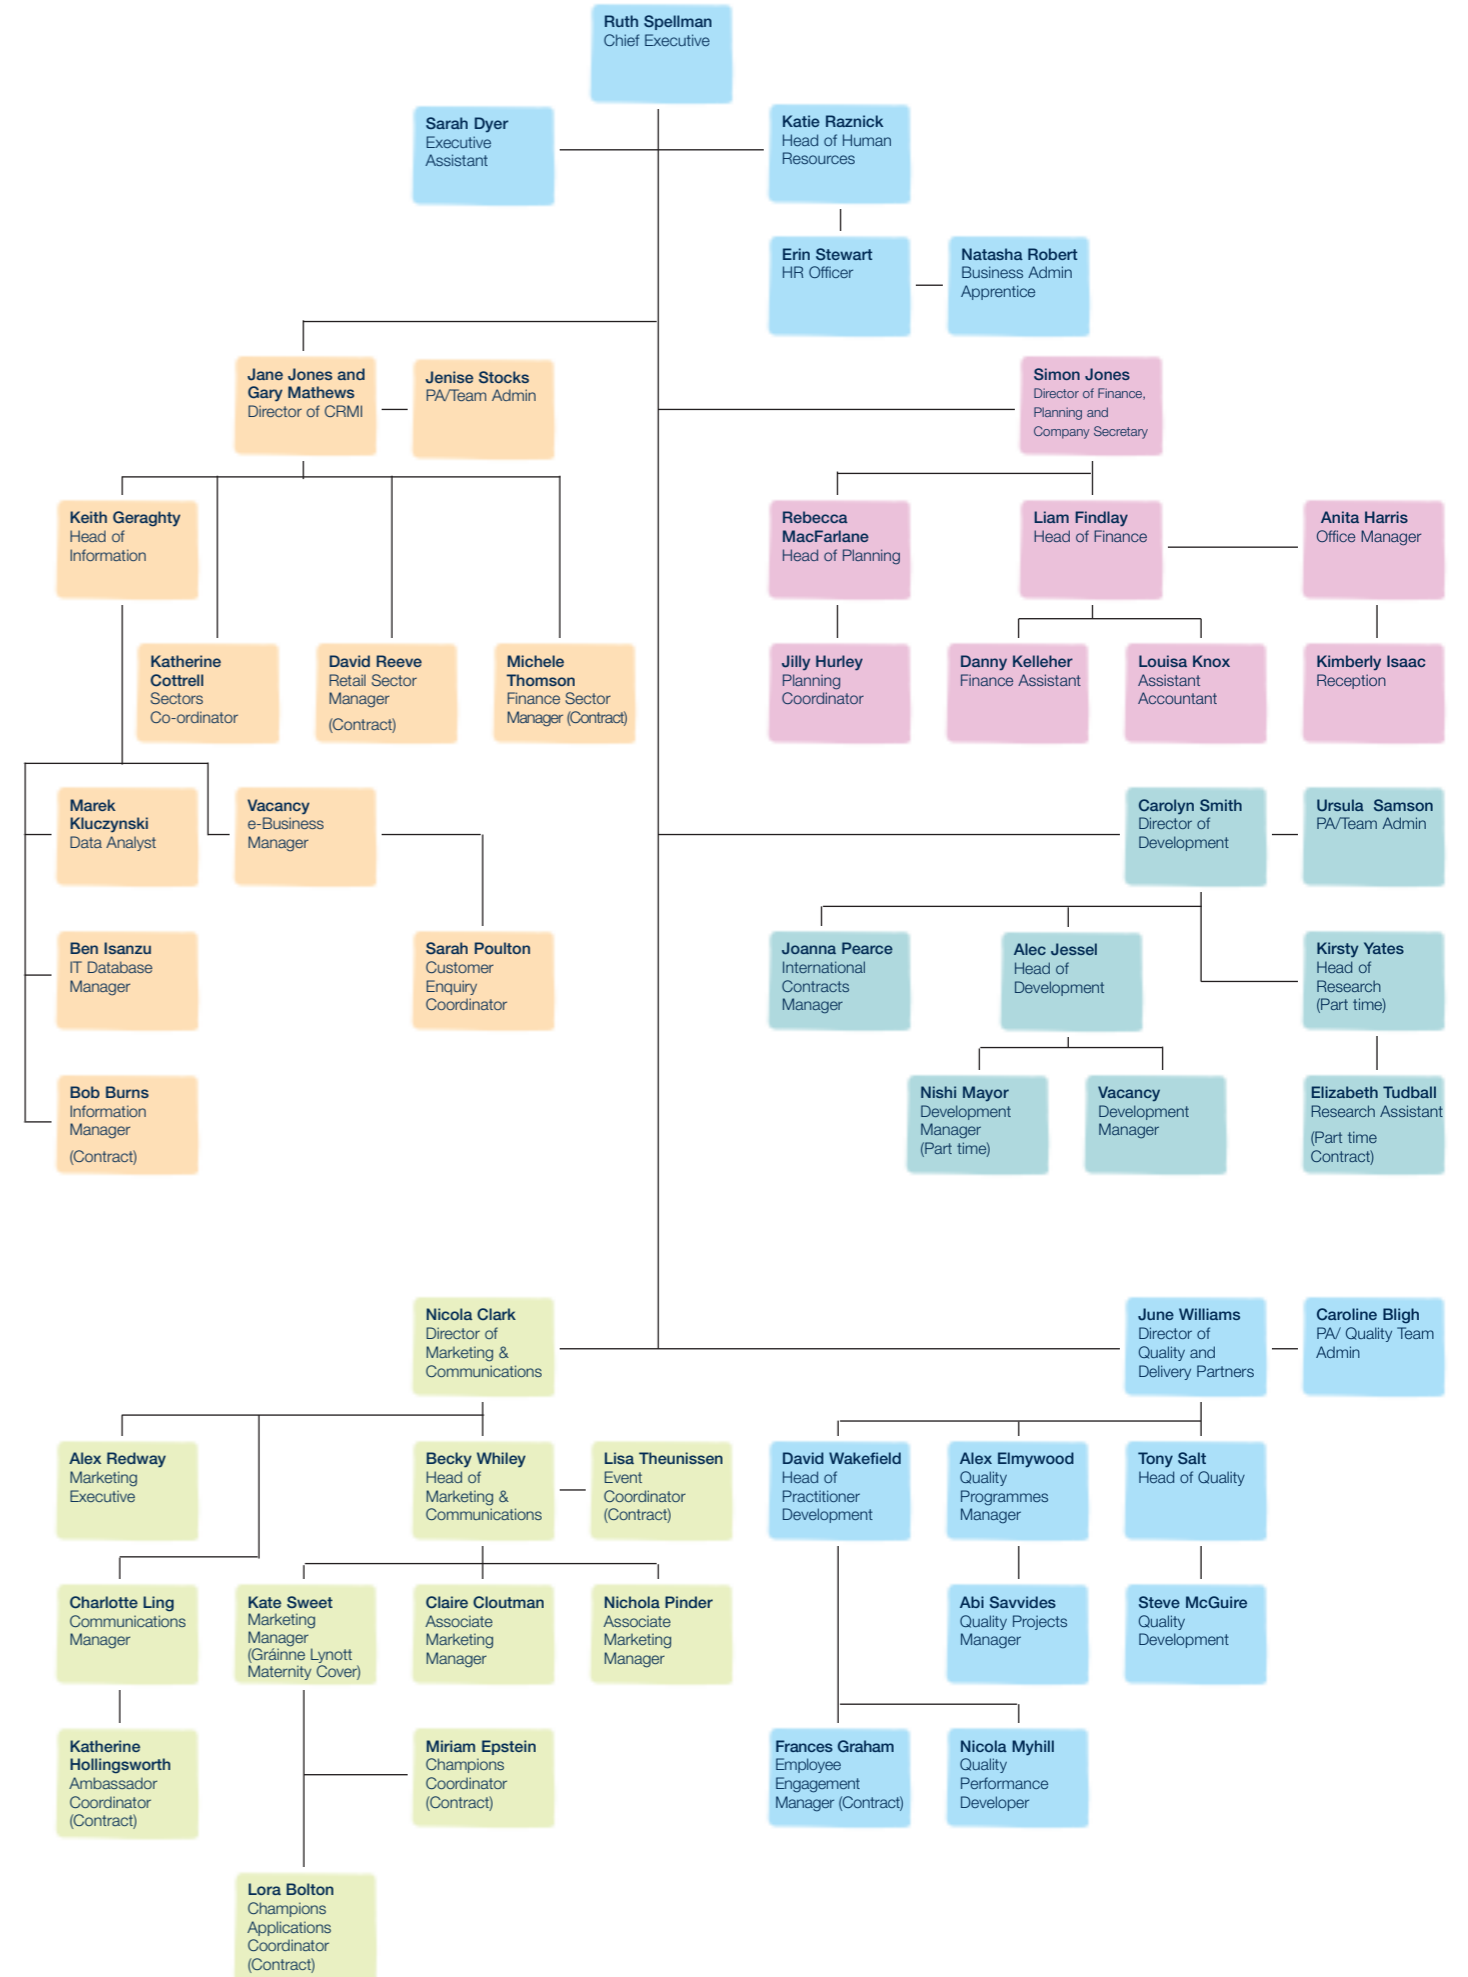 Ruth Spellman
Chief Executive
Sarah Dyer
Executive
Assistant
Katie Raznick
Head of Human
Resources
Erin Stewart
HR Officer
Natasha Robert
Business Admin
Apprentice
Jane Jones and
Gary Mathews
Director of CRMI
Jenise Stocks
PA/Team Admin
Simon Jones
Director of Finance,
Planning and
Company Secretary
Keith Geraghty
Head of
Information
Rebecca
MacFarlane
Head of Planning
Liam Findlay
Head of Finance
Anita Harris
Office Manager
Katherine
Cottrell
Sectors
Co-ordinator
David Reeve
Retail Sector
Manager
(Contract)
Michele
Thomson
Finance Sector
Manager (Contract)
Jilly Hurley
Planning
Coordinator
Danny Kelleher
Finance Assistant
Louisa Knox
Assistant
Accountant
Kimberly Isaac
Reception
Marek
Kluczynski
Data Analyst
Vacancy
e-Business
Manager
Carolyn Smith
Director of
Development
Ursula Samson
PA/Team Admin
Ben Isanzu
IT Database
Manager
Sarah Poulton
Customer
Enquiry
Coordinator
Joanna Pearce
International
Contracts
Manager
Alec Jessel
Head of
Development
Kirsty Yates
Head of
Research
(Part time)
Bob Burns
Information
Manager
(Contract)
Nishi Mayor
Development
Manager
(Part time)
Vacancy
Development
Manager
Elizabeth Tudball
Research Assistant
(Part time
Contract)
Nicola Clark
Director of
Marketing &
Communications
June Williams
Director of
Quality and
Delivery Partners
Caroline Bligh
PA/ Quality Team
Admin
Alex Redway
Marketing
Executive
Becky Whiley
Head of
Marketing &
Communications
Lisa Theunissen
Event
Coordinator
(Contract)
David Wakefield
Head of
Practitioner
Development
Alex Elmywood
Quality
Programmes
Manager
Tony Salt
Head of Quality
Charlotte Ling
Communications
Manager
Kate Sweet
Marketing
Manager
(Gráinne Lynott
Maternity Cover)
Claire Cloutman
Associate
Marketing
Manager
Nichola Pinder
Associate
Marketing
Manager
Abi Savvides
Quality Projects
Manager
Steve McGuire
Quality
Development
Katherine
Hollingsworth
Ambassador
Coordinator
(Contract)
Miriam Epstein
Champions
Coordinator
(Contract)
Frances Graham
Employee
Engagement
Manager (Contract)
Nicola Myhill
Quality
Performance
Developer
Lora Bolton
Champions
Applications
Coordinator
(Contract)